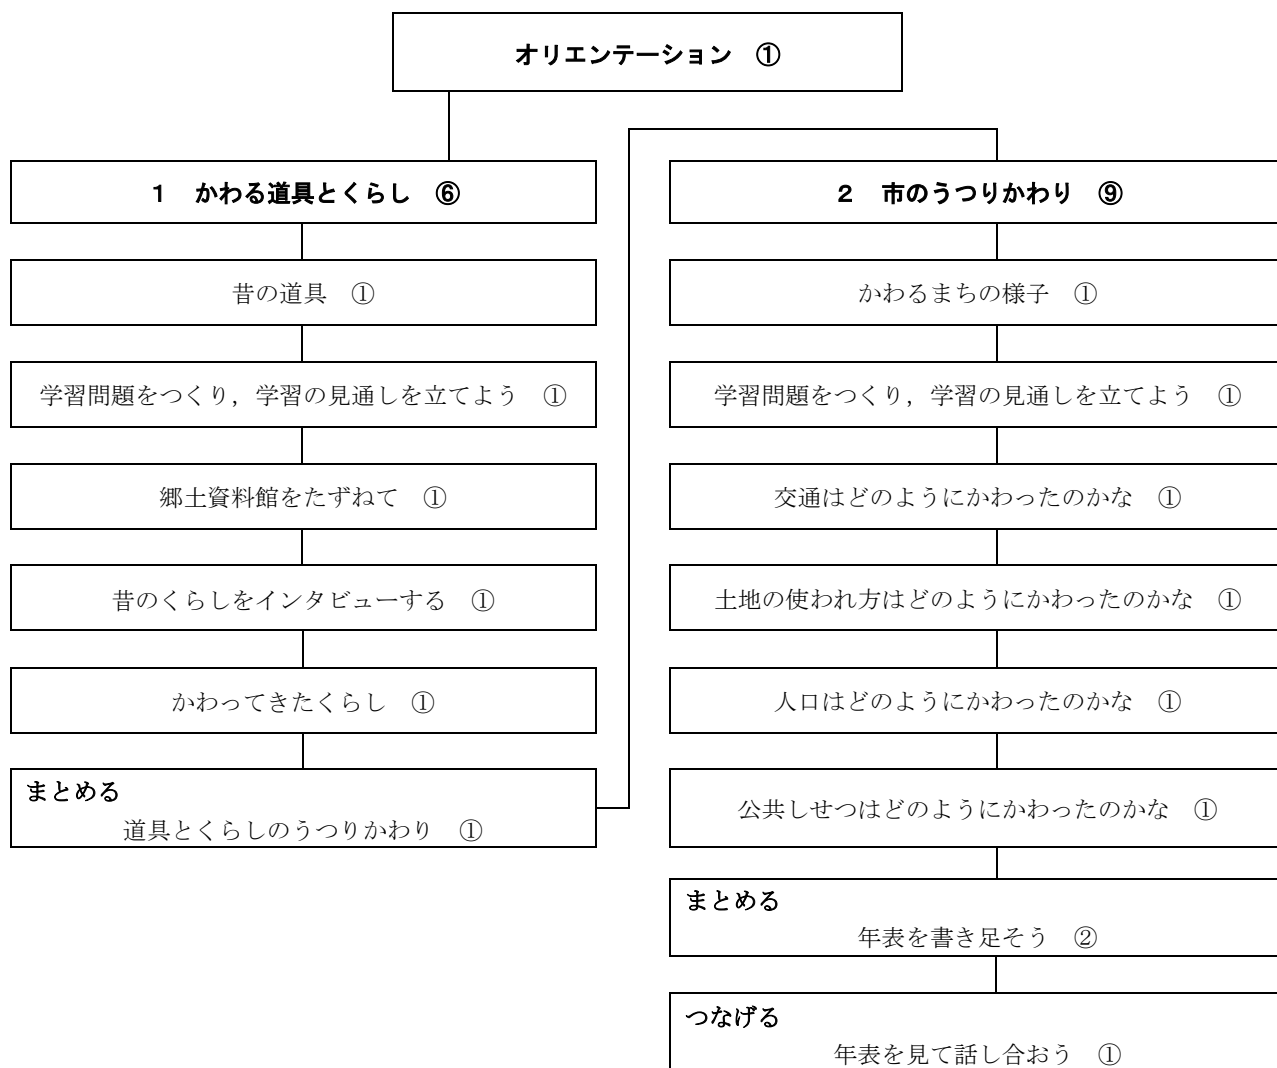 オリエンテーション　①
１　かわる道具とくらし　⑥
昔の道具　①
学習問題をつくり，学習の見通しを立てよう　①
郷土資料館をたずねて　①
昔のくらしをインタビューする　①
かわってきたくらし　①
まとめる
道具とくらしのうつりかわり　①
２　市のうつりかわり　⑨
かわるまちの様子　①
学習問題をつくり，学習の見通しを立てよう　①
交通はどのようにかわったのかな　①
土地の使われ方はどのようにかわったのかな　①
人口はどのようにかわったのかな　①
公共しせつはどのようにかわったのかな　①
まとめる
年表を書き足そう　②
つなげる
年表を見て話し合おう　①